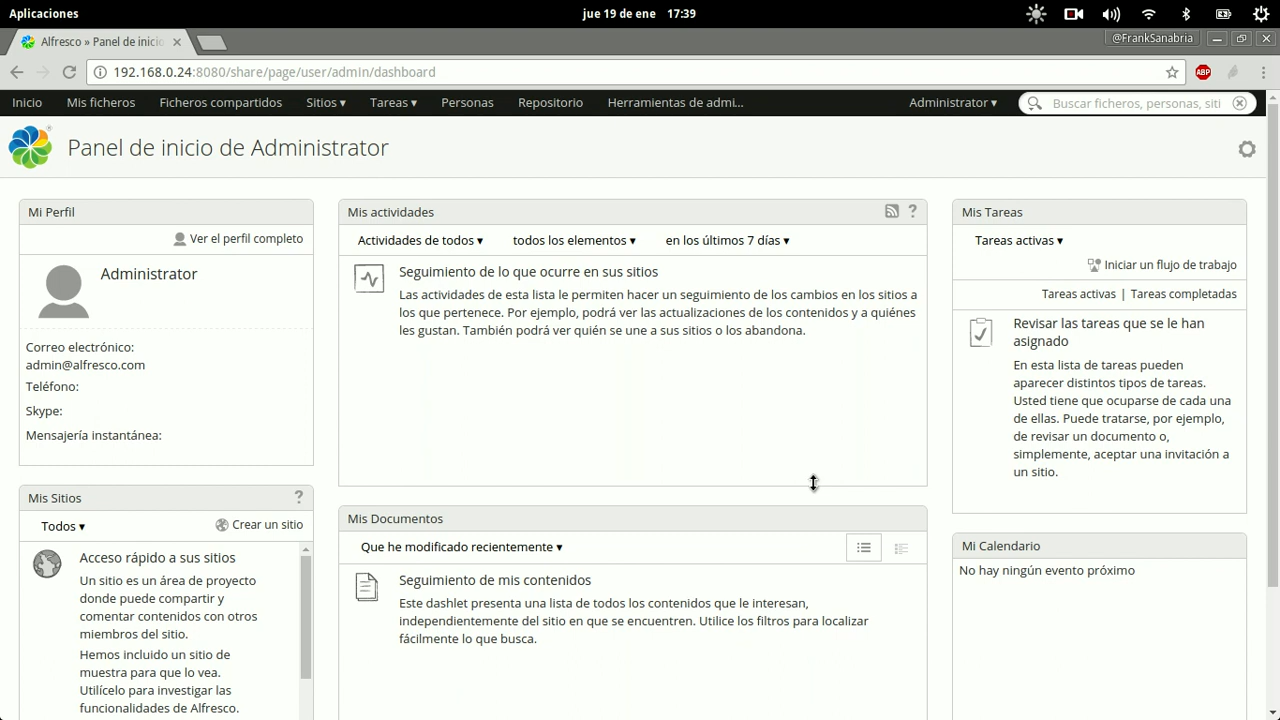 Aplicaciones
jue 19 de ene 17:39
Alfresco » Panel de inicio
@FrankSanabria
192.168.0.24:8080/share/page/user/admin/dashboard
ABP
Inicio Mis ficheros Ficheros compartidos Sitios ▾ Tareas ▾ Personas Repositorio Herramientas de admi... Administrator ▾ Buscar ficheros, personas, siti
Panel de inicio de Administrator
Mi Perfil
Ver el perfil completo
Administrator
Correo electrónico:
admin@alfresco.com
Teléfono:
Skype:
Mensajería instantánea:
Mis Sitios ?
Todos ▾ Crear un sitio
Acceso rápido a sus sitios
Un sitio es un área de proyecto
donde puede compartir y
comentar contenidos con otros
miembros del sitio.
Hemos incluido un sitio de
muestra para que lo vea.
Utilícelo para investigar las
funcionalidades de Alfresco.
Mis actividades ?
Actividades de todos ▾ todos los elementos ▾ en los últimos 7 días ▾
Seguimiento de lo que ocurre en sus sitios
Las actividades de esta lista le permiten hacer un seguimiento de los cambios en los sitios a
los que pertenece. Por ejemplo, podrá ver las actualizaciones de los contenidos y a quiénes
les gustan. También podrá ver quién se une a sus sitios o los abandona.
Mis Documentos
Que he modificado recientemente ▾
Seguimiento de mis contenidos
Este dashlet presenta una lista de todos los contenidos que le interesan,
independientemente del sitio en que se encuentren. Utilice los filtros para localizar
fácilmente lo que busca.
Mis Tareas
Tareas activas ▾
Iniciar un flujo de trabajo
Tareas activas | Tareas completadas
Revisar las tareas que se le han
asignado
En esta lista de tareas pueden
aparecer distintos tipos de tareas.
Usted tiene que ocuparse de cada una
de ellas. Puede tratarse, por ejemplo,
de revisar un documento o,
simplemente, aceptar una invitación a
un sitio.
Mi Calendario
No hay ningún evento próximo